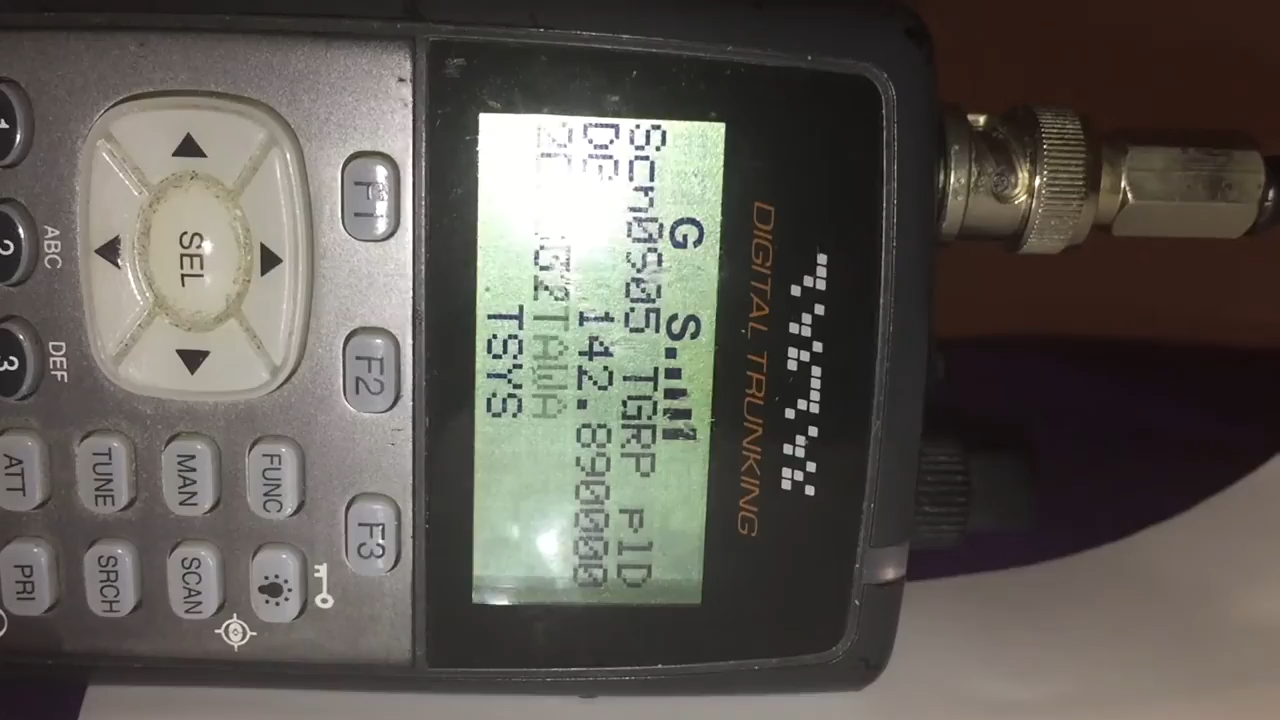 DIGITAL TRUNKING
G S
Scn0905 TGRP p1D
142.890000
TSYS
F1 F2 F3
SEL
FUNC
MAN
SCAN
TUNE
SRCH
ATT
PRI
1
ABC
2
DEF
3